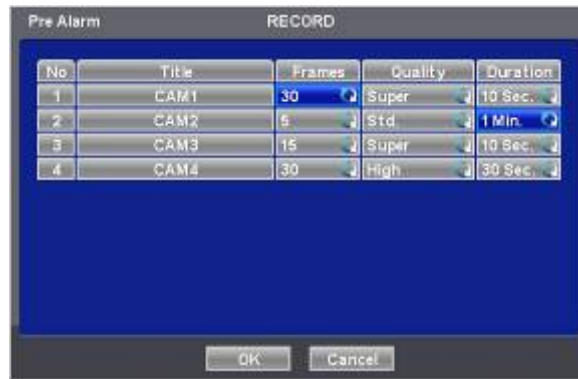 Pre Alarm RECORD
No Title Frames Quality Duration
1 CAM1 30 Super 10 Sec.
2 CAM2 5 Std. 1 Min.
3 CAM3 15 Super 10 Sec.
4 CAM4 30 High 30 Sec.
OK Cancel